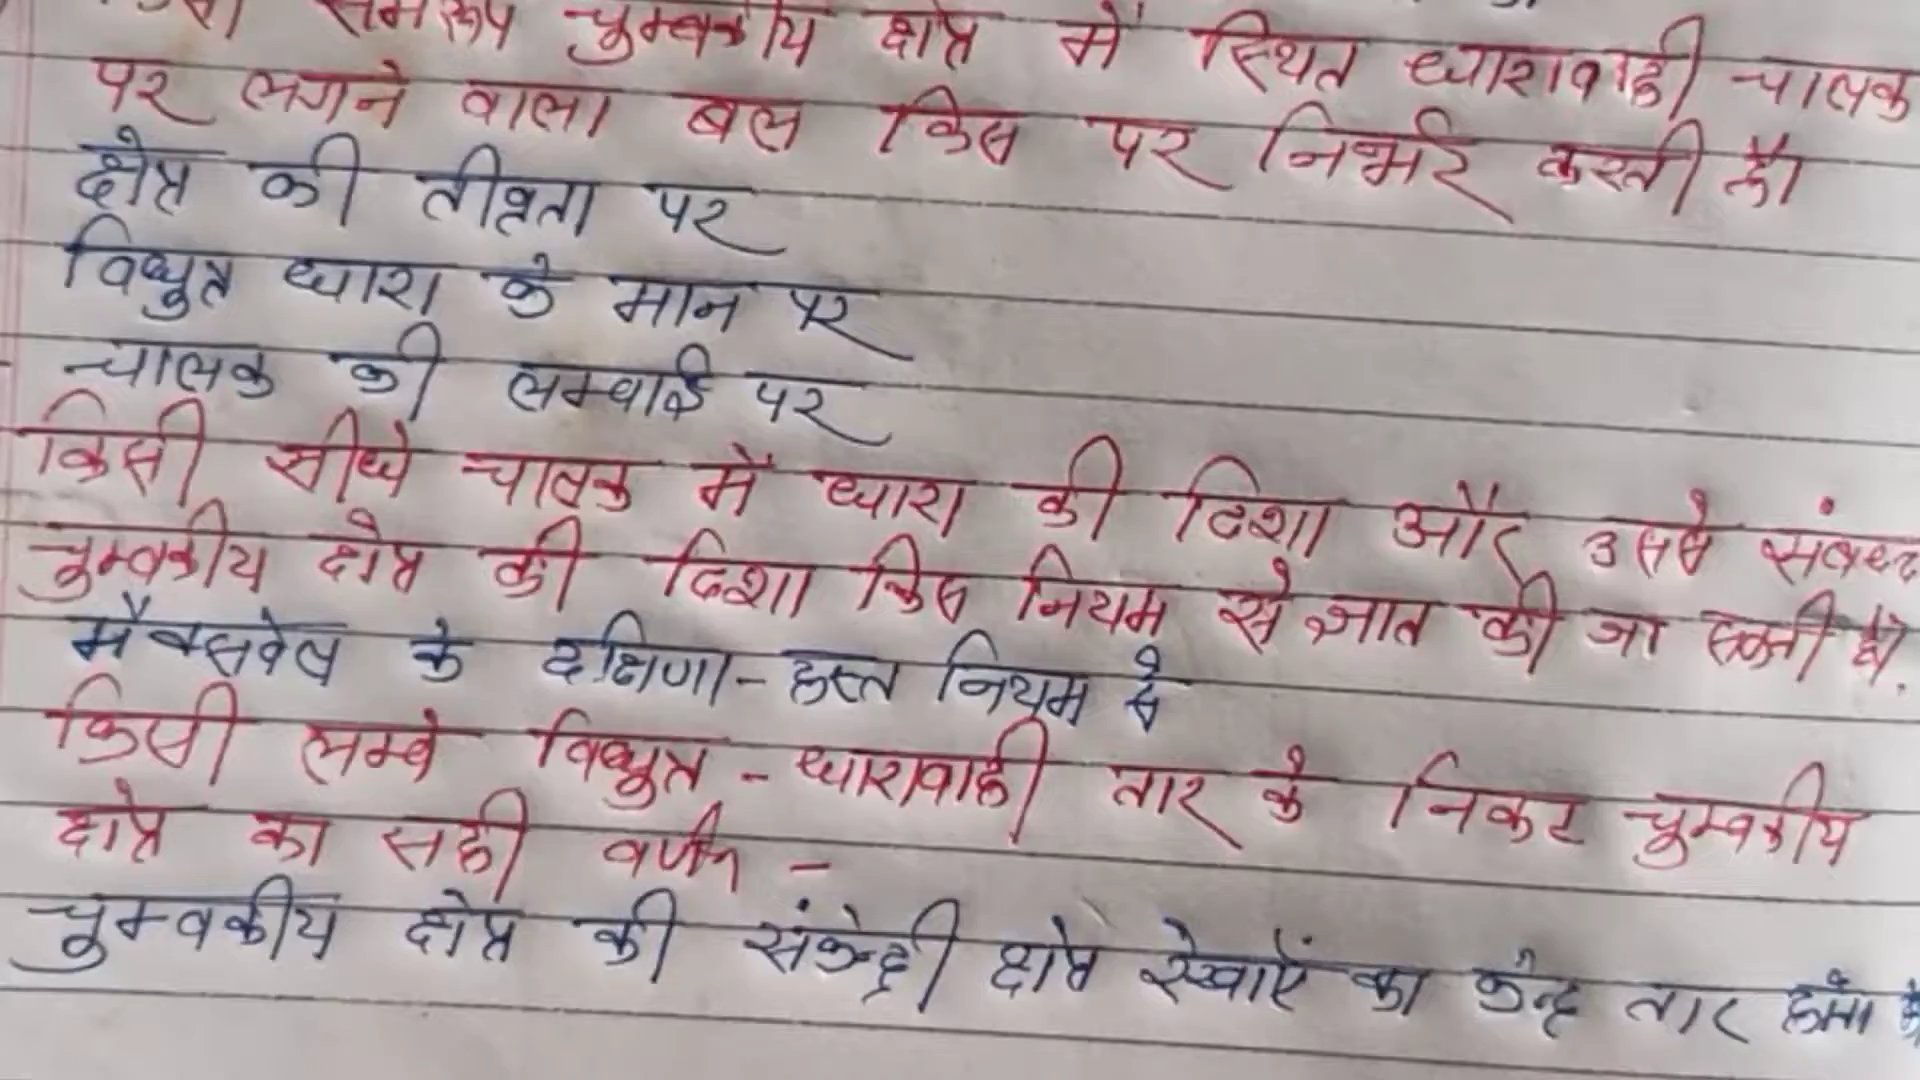 समरूप चुम्बकीय क्षेत्र में स्थित धारावाही चालक
पर लगने वाला बल किस पर निर्भर करती है।
क्षेत्र की तीव्रता पर
विधुत धारा के मान पर
चालक की लम्बाई पर
किसी सीधे चालक में धारा की दिशा और उससे संबध्द
चुम्बकीय क्षेत्र की दिशा किस नियम से ज्ञात की जा सकती है।
मैक्सवेल के दक्षिणा-हस्त नियम से
किसी लम्बे विधुत - धारावाही तार के निकट चुम्बकीय
क्षेत्र का सही वर्णन -
चुम्बकीय क्षेत्र की संकेन्द्री क्षेत्र रेखाएँ का केन्द्र तार होता है